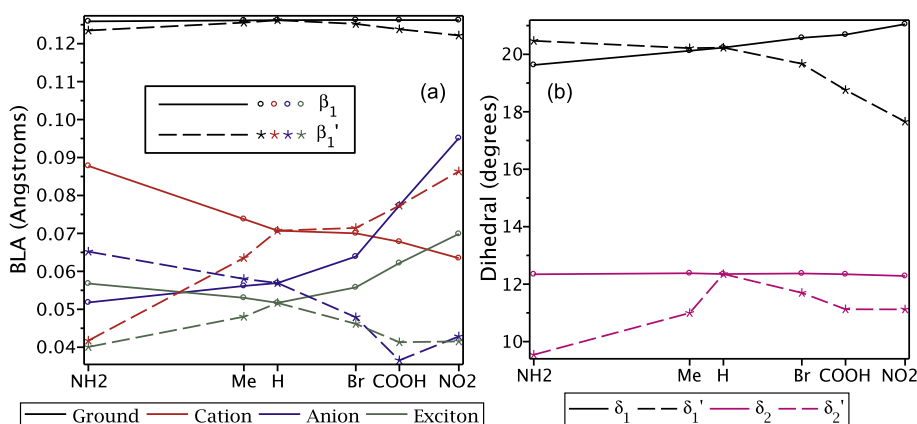 0.12
0.11
0.10
0.09
0.08
0.07
0.06
0.05
0.04
BLA (Angstroms)
(a)
β₁
β₁'
NH2 Me H Br COOH NO2
Ground Cation Anion Exciton
20
18
16
14
12
10
Dihedral (degrees)
(b)
NH2 Me H Br COOH NO2
δ₁ δ₁' δ₂ δ₂'